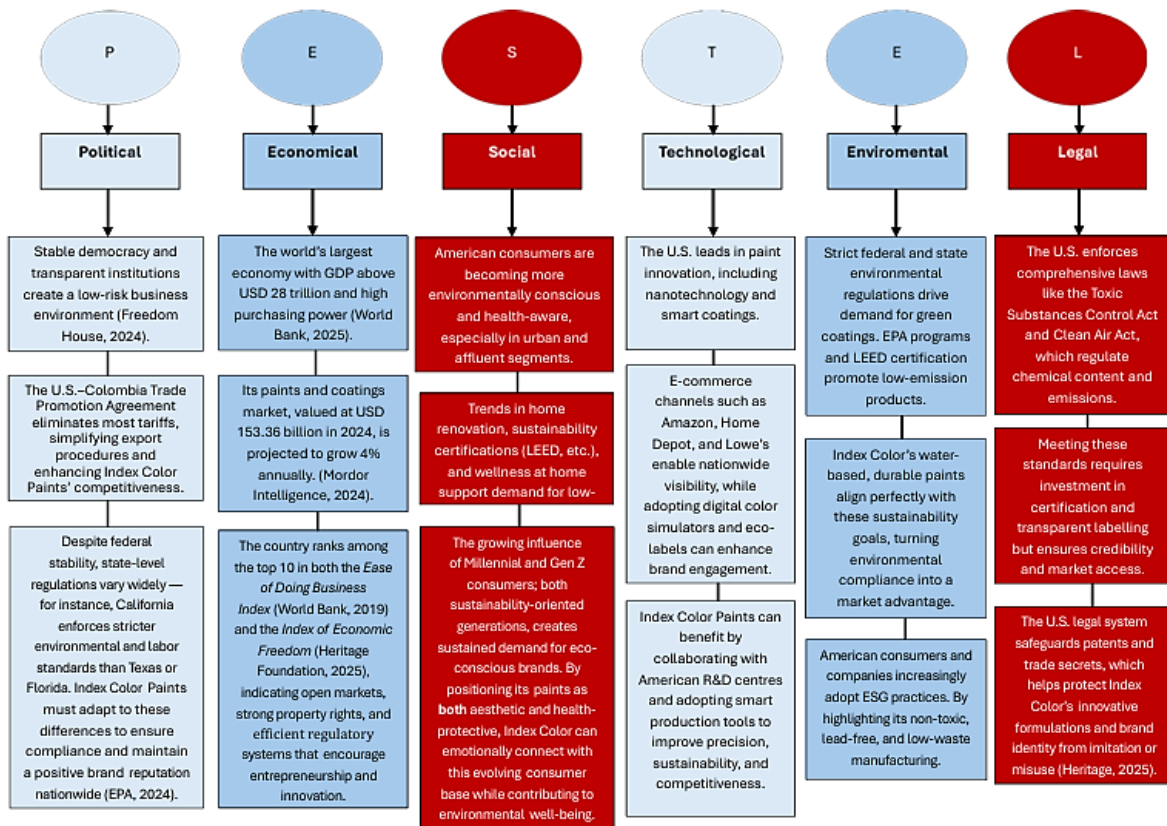 P
Political
Stable democracy and
transparent institutions
create a low-risk business
environment (Freedom
House, 2024).
The U.S.–Colombia Trade
Promotion Agreement
eliminates most tariffs,
simplifying export
procedures and
enhancing Index Color
Paints' competitiveness.
Despite federal
stability, state-level
regulations vary widely —
for instance, California
enforces stricter
environmental and labor
standards than Texas or
Florida. Index Color Paints
must adapt to these
differences to ensure
compliance and maintain
a positive brand reputation
nationwide (EPA, 2024).
E
Economical
The world's largest
economy with GDP above
USD 28 trillion and high
purchasing power (World
Bank, 2025).
Its paints and coatings
market, valued at USD
153.36 billion in 2024, is
projected to grow 4%
annually. (Mordor
Intelligence, 2024).
The country ranks among
the top 10 in both the Ease
of Doing Business
Index (World Bank, 2019)
and the Index of Economic
Freedom (Heritage
Foundation, 2025),
indicating open markets,
strong property rights, and
efficient regulatory
systems that encourage
entrepreneurship and
innovation.
S
Social
American consumers are
becoming more
environmentally conscious
and health-aware,
especially in urban and
affluent segments.
Trends in home
renovation, sustainability
certifications (LEED, etc.),
and wellness at home
support demand for low-
The growing influence
of Millennial and Gen Z
consumers; both
sustainability-oriented
generations, creates
sustained demand for eco-
conscious brands. By
positioning its paints as
both aesthetic and health-
protective, Index Color can
emotionally connect with
this evolving consumer
base while contributing to
environmental well-being.
T
Technological
The U.S. leads in paint
innovation, including
nanotechnology and
smart coatings.
E-commerce
channels such as
Amazon, Home
Depot, and Lowe's
enable nationwide
visibility, while
adopting digital color
simulators and eco-
labels can enhance
brand engagement.
Index Color Paints can
benefit by
collaborating with
American R&D centres
and adopting smart
production tools to
improve precision,
sustainability, and
competitiveness.
E
Enviromental
Strict federal and state
environmental
regulations drive
demand for green
coatings. EPA programs
and LEED certification
promote low-emission
products.
Index Color's water-
based, durable paints
align perfectly with
these sustainability
goals, turning
environmental
compliance into a
market advantage.
American consumers and
companies increasingly
adopt ESG practices. By
highlighting its non-toxic,
lead-free, and low-waste
manufacturing.
L
Legal
The U.S. enforces
comprehensive laws
like the Toxic
Substances Control Act
and Clean Air Act,
which regulate
chemical content and
emissions.
Meeting these
standards requires
investment in
certification and
transparent labelling
but ensures credibility
and market access.
The U.S. legal system
safeguards patents and
trade secrets, which
helps protect Index
Color's innovative
formulations and brand
identity from imitation or
misuse (Heritage, 2025).